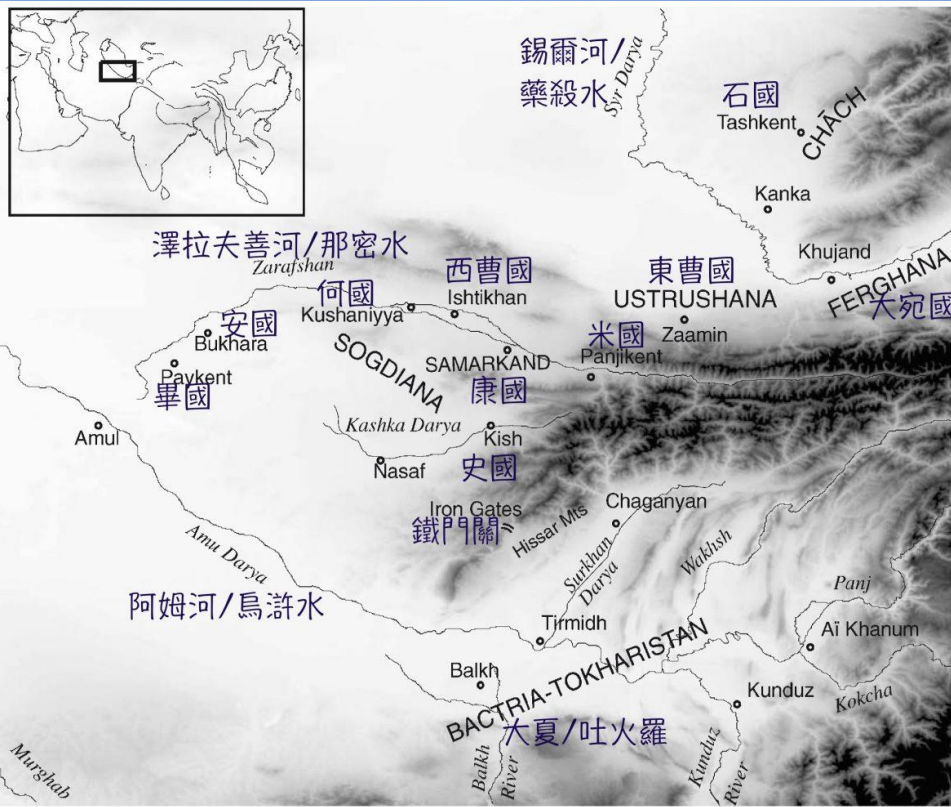 錫爾河/
藥殺水
Syr Darya
石國
Tashkent
CHĀCH
Kanka
Khujand
FERGHANA
大宛國
澤拉夫善河/那密水
Zarafshan
西曹國
Ishtikhan
東曹國
USTRUSHANA
Zaamin
何國
Kushaniyya
安國
Bukhara
米國
Panjikent
SOGDIANA
SAMARKAND
康國
Paykent
畢國
Kashka Darya
Kish
史國
Amul
Nasaf
Iron Gates
鐵門關
Hissar Mts
Chaganyan
Surkhan
Darya
Wakhsh
Panj
Amu Darya
阿姆河/烏滸水
Tirmidh
Aï Khanum
Balkh
BACTRIA-TOKHARISTAN
大夏/吐火羅
Kunduz
Kokcha
Murghab
Balkh
River
Kunduz
River